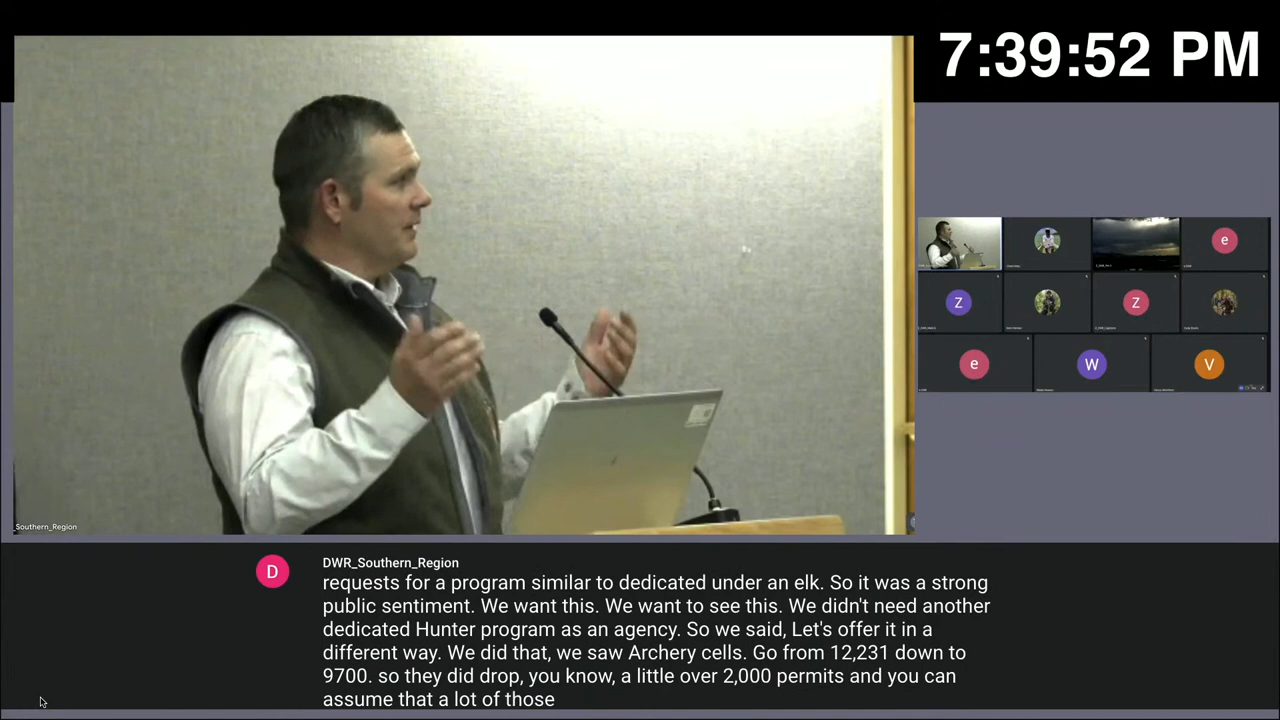 7:39:52 PM
_Southern_Region
e
Z
Z
e
W
V
D
DWR_Southern_Region
requests for a program similar to dedicated under an elk. So it was a strong
public sentiment. We want this. We want to see this. We didn't need another
dedicated Hunter program as an agency. So we said, Let's offer it in a
different way. We did that, we saw Archery cells. Go from 12,231 down to
9700. so they did drop, you know, a little over 2,000 permits and you can
assume that a lot of those